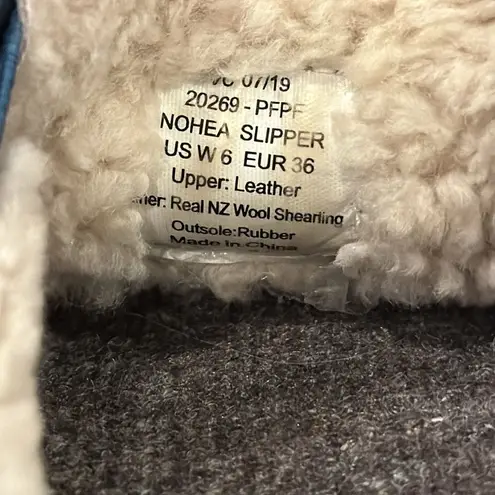 07/19
20269 - PFPF
NOHEA SLIPPER
US W 6 EUR 36
Upper: Leather
ner: Real NZ Wool Shearling
Outsole:Rubber
Made in China